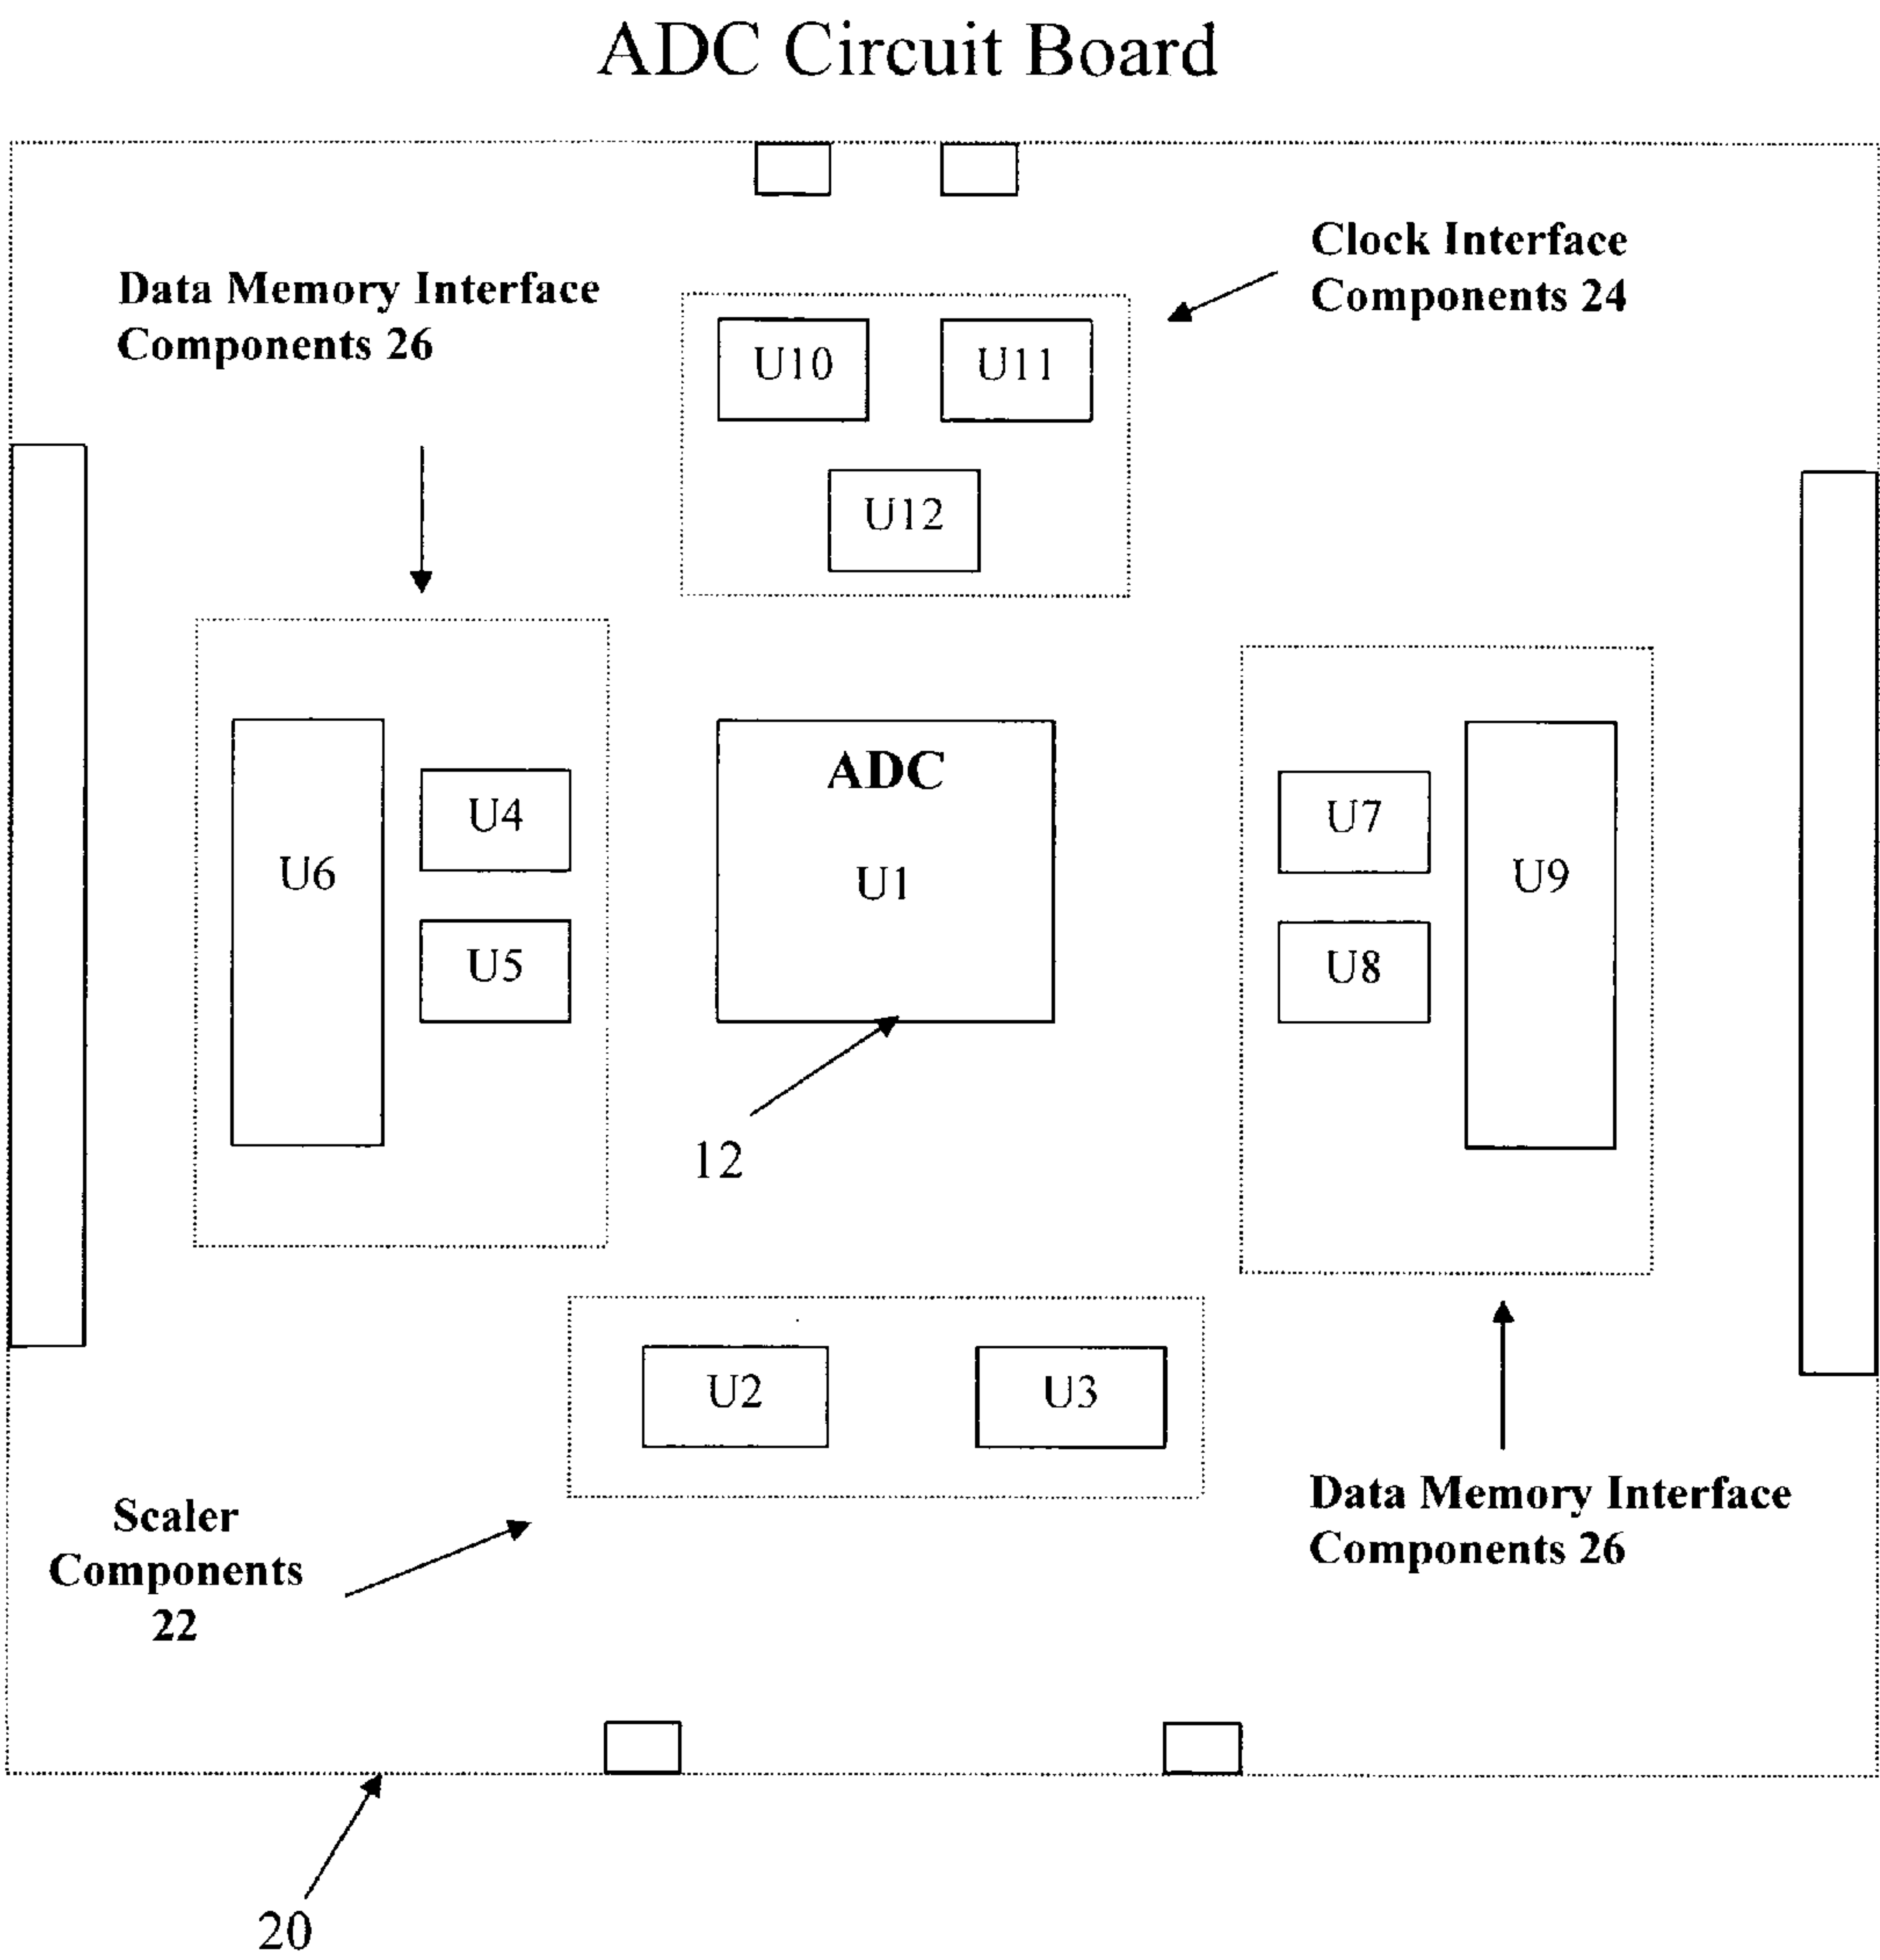 ADC Circuit Board
Clock Interface
Components 24
Data Memory Interface
Components 26
U10
U11
U12
ADC
U1
U6
U4
U5
U7
U8
U9
12
U2
U3
Scaler
Components
22
Data Memory Interface
Components 26
20